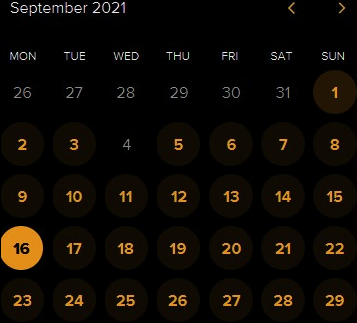 September 2021 < >
MON TUE WED THU FRI SAT SUN
26 27 28 29 30 31 1
2 3 4 5 6 7 8
9 10 11 12 13 14 15
16 17 18 19 20 21 22
23 24 25 26 27 28 29